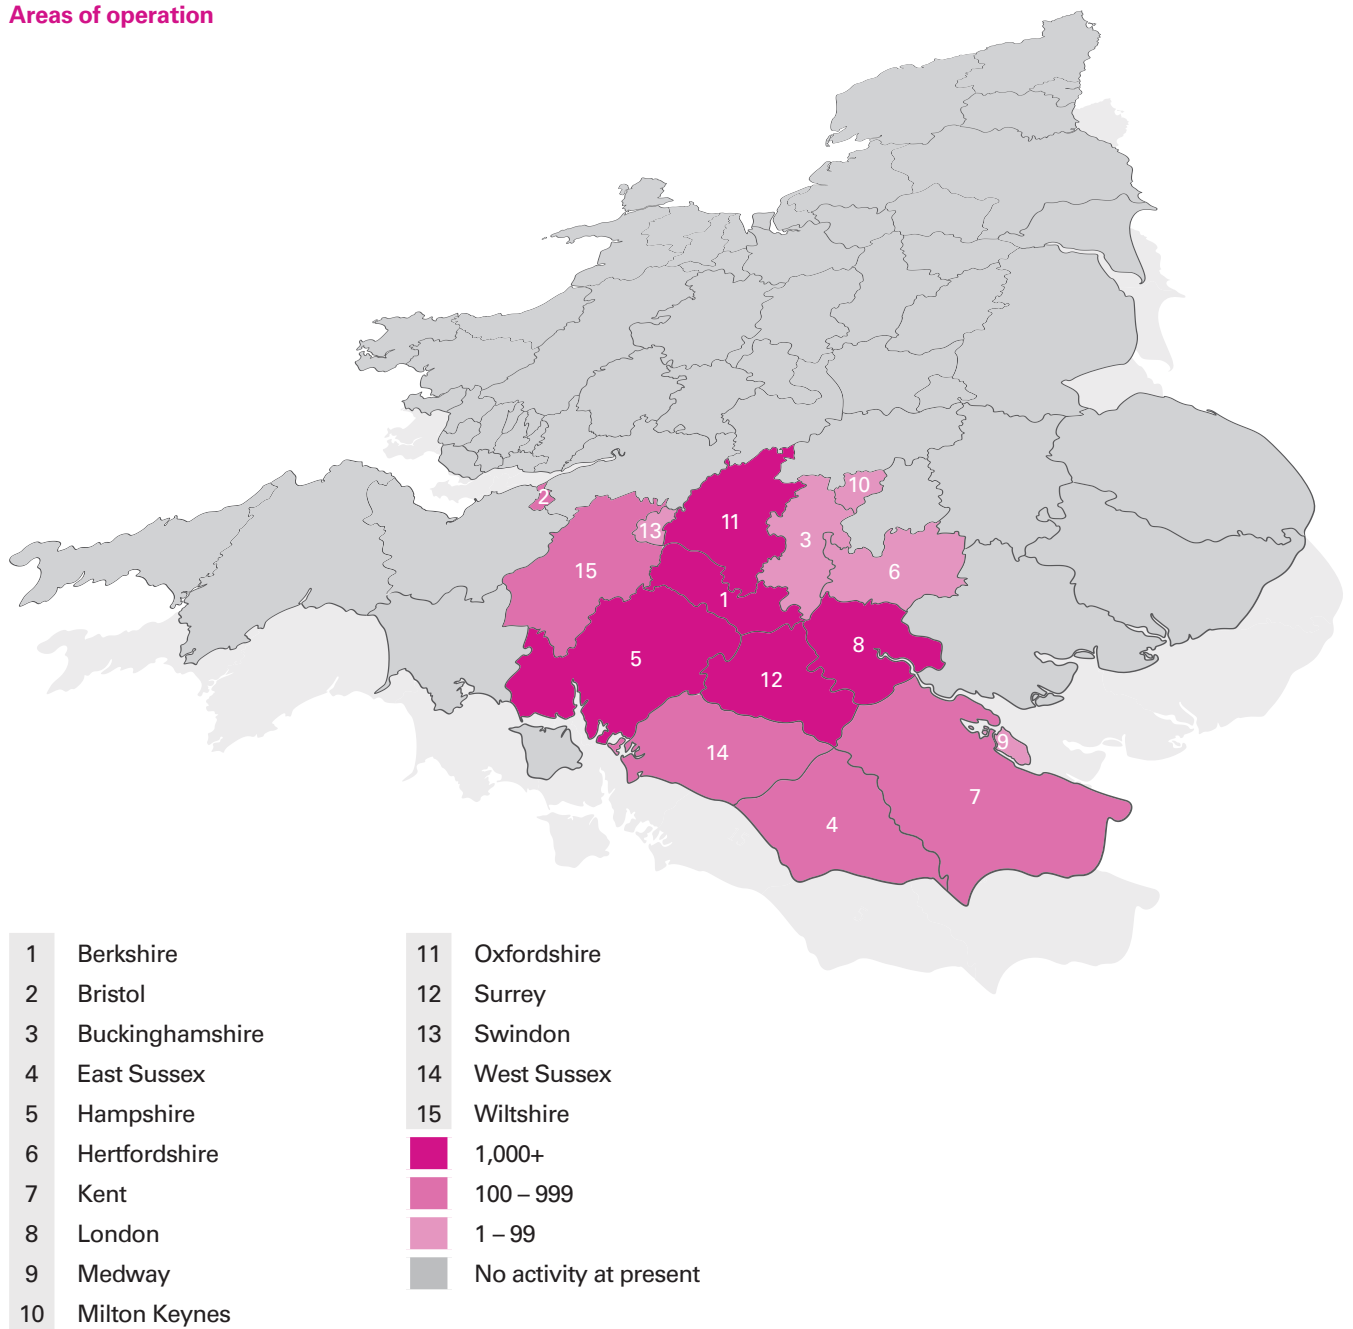 Areas of operation
10
2
11
13
3
15
6
1
8
5
12
9
14
7
4
1 Berkshire
2 Bristol
3 Buckinghamshire
4 East Sussex
5 Hampshire
6 Hertfordshire
7 Kent
8 London
9 Medway
10 Milton Keynes
11 Oxfordshire
12 Surrey
13 Swindon
14 West Sussex
15 Wiltshire
1,000+
100 – 999
1 – 99
No activity at present